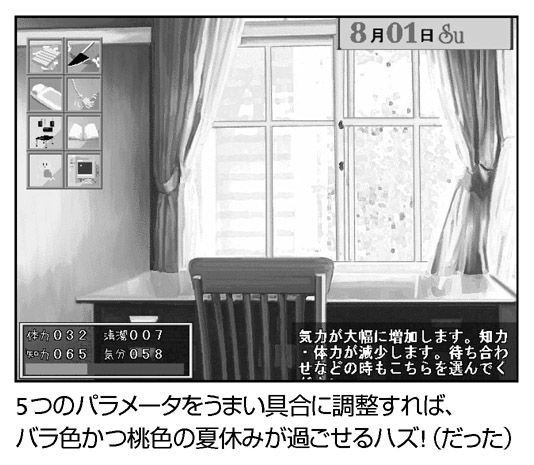 8月01日Su
体力032 清潔007
知力065 気分058
気力が大幅に増加します。知力
・体力が減少します。待ち合わ
せなどの時もこちらを選んでく
5つのパラメータをうまい具合に調整すれば、
バラ色かつ桃色の夏休みが過ごせるハズ!(だった)